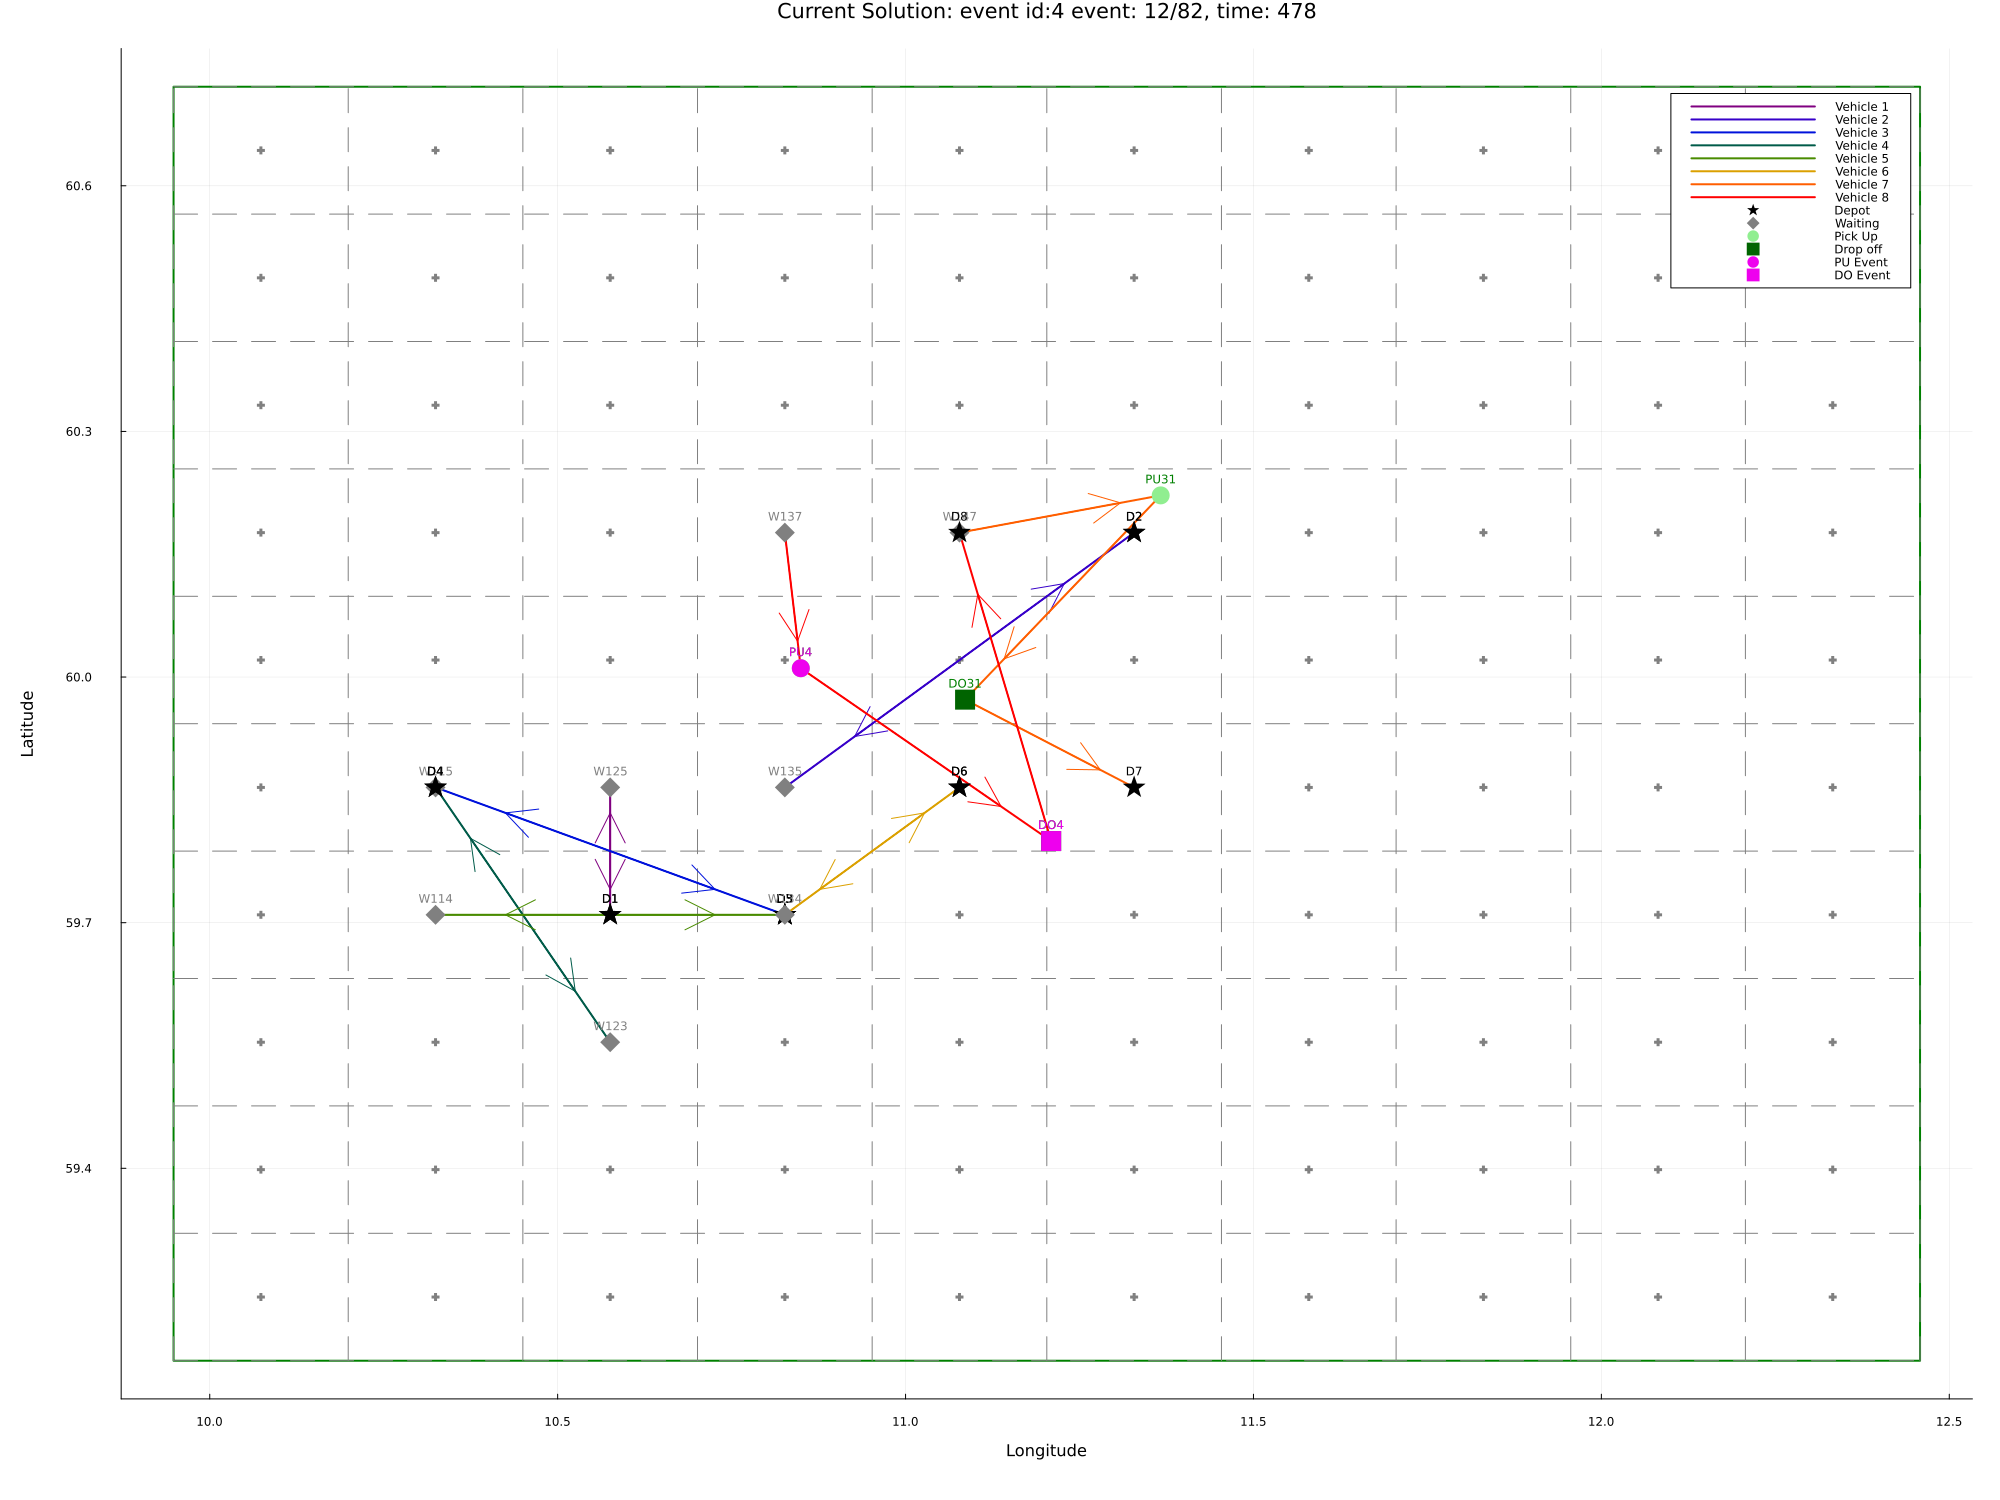 Current Solution: event id:4 event: 12/82, time: 478
Vehicle 1
Vehicle 2
Vehicle 3
Vehicle 4
Vehicle 5
Vehicle 6
Vehicle 7
Vehicle 8
Depot
Waiting
Pick Up
Drop off
PU Event
DO Event
60.6
60.3
60.0
59.7
59.4
Latitude
PU31
W137
D8
D2
PU4
DO31
D4
W125
W135
D6
D7
DO4
W114
D1
W123
10.0
10.5
11.0
11.5
12.0
12.5
Longitude